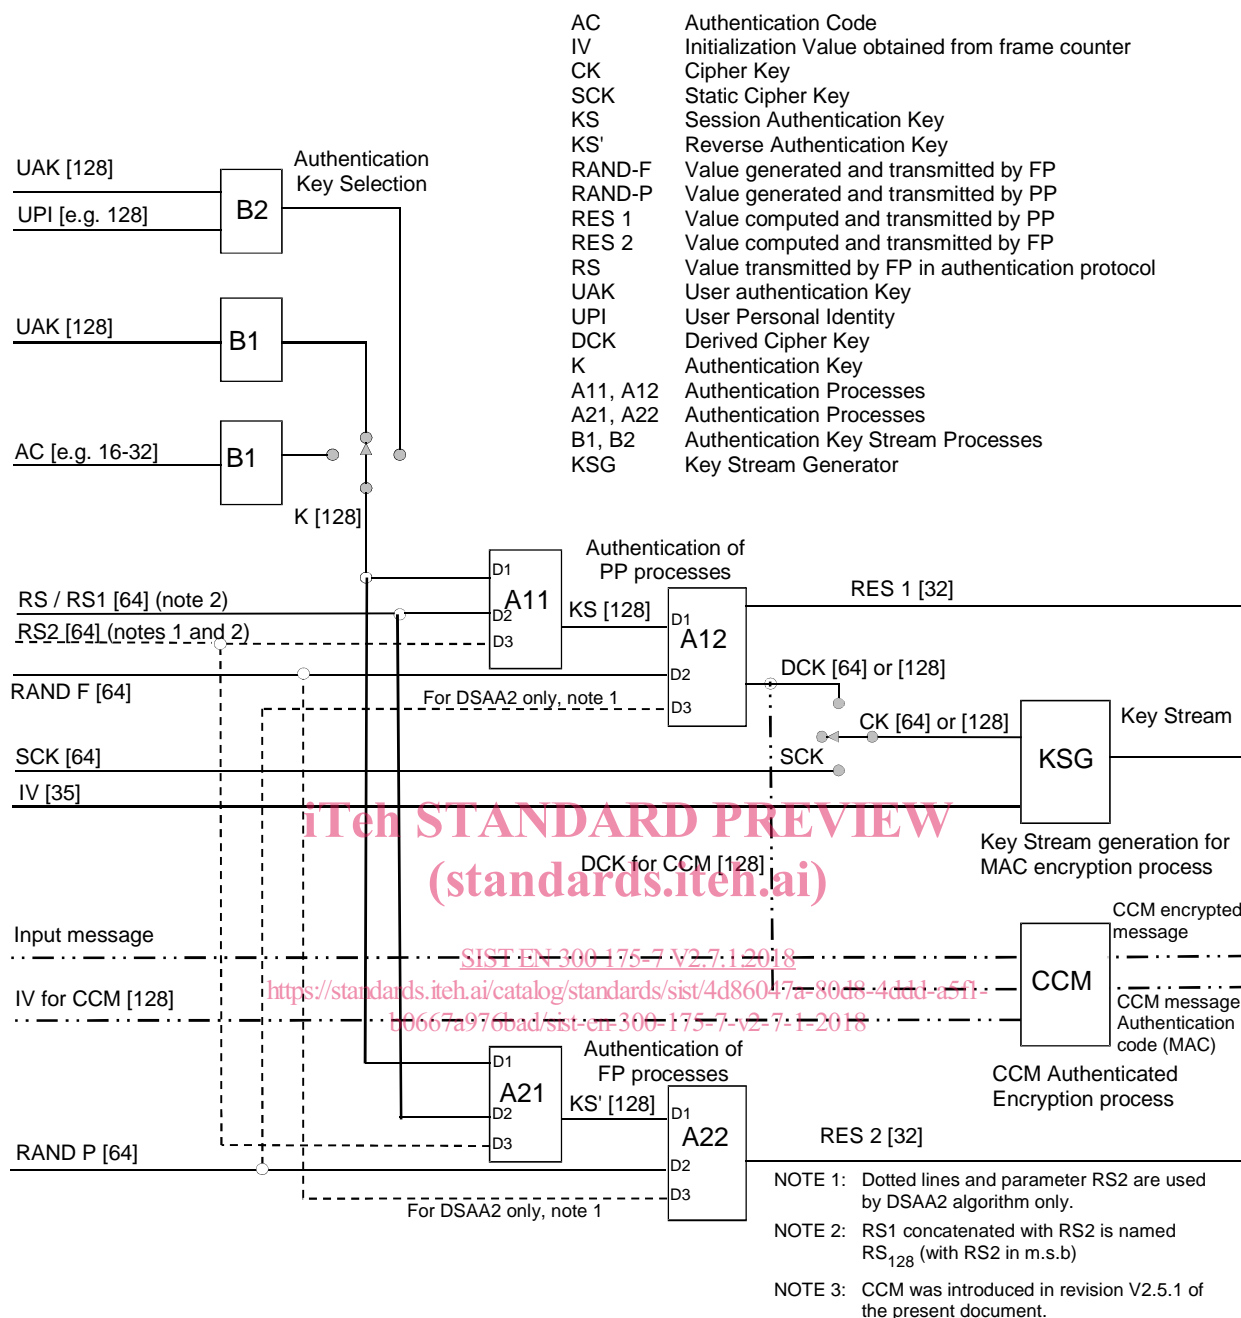 AC Authentication Code
IV Initialization Value obtained from frame counter
CK Cipher Key
SCK Static Cipher Key
KS Session Authentication Key
KS' Reverse Authentication Key
RAND-F Value generated and transmitted by FP
RAND-P Value generated and transmitted by PP
RES 1 Value computed and transmitted by PP
RES 2 Value computed and transmitted by FP
RS Value transmitted by FP in authentication protocol
UAK User authentication Key
UPI User Personal Identity
DCK Derived Cipher Key
K Authentication Key
A11, A12 Authentication Processes
A21, A22 Authentication Processes
B1, B2 Authentication Key Stream Processes
KSG Key Stream Generator
UAK [128]
UPI [e.g. 128]
B2
Authentication
Key Selection
UAK [128]
B1
AC [e.g. 16-32]
B1
K [128]
Authentication of
PP processes
RS / RS1 [64] (note 2)
RS2 [64] (notes 1 and 2)
RAND F [64]
D1
D2
D3
A11
KS [128]
D1
D2
D3
A12
RES 1 [32]
For DSAA2 only, note 1
DCK [64] or [128]
CK [64] or [128]
SCK
KSG
Key Stream
SCK [64]
IV [35]
Key Stream generation for
MAC encryption process
iTeh STANDARD PREVIEW
(standards.iteh.ai)
DCK for CCM [128]
CCM encrypted
message
Input message
SIST EN 300 175-7 V2.7.1:2018
https://standards.iteh.ai/catalog/standards/sist/4d86047a-80d8-4ddd-a5f1-
b0667a976bad/sist-en-300-175-7-v2-7-1-2018
IV for CCM [128]
CCM
CCM message
Authentication
code (MAC)
CCM Authenticated
Encryption process
Authentication of
FP processes
D1
D2
D3
A21
KS' [128]
D1
D2
D3
A22
RES 2 [32]
RAND P [64]
For DSAA2 only, note 1
NOTE 1: Dotted lines and parameter RS2 are used
by DSAA2 algorithm only.
NOTE 2: RS1 concatenated with RS2 is named
RS128 (with RS2 in m.s.b)
NOTE 3: CCM was introduced in revision V2.5.1 of
the present document.